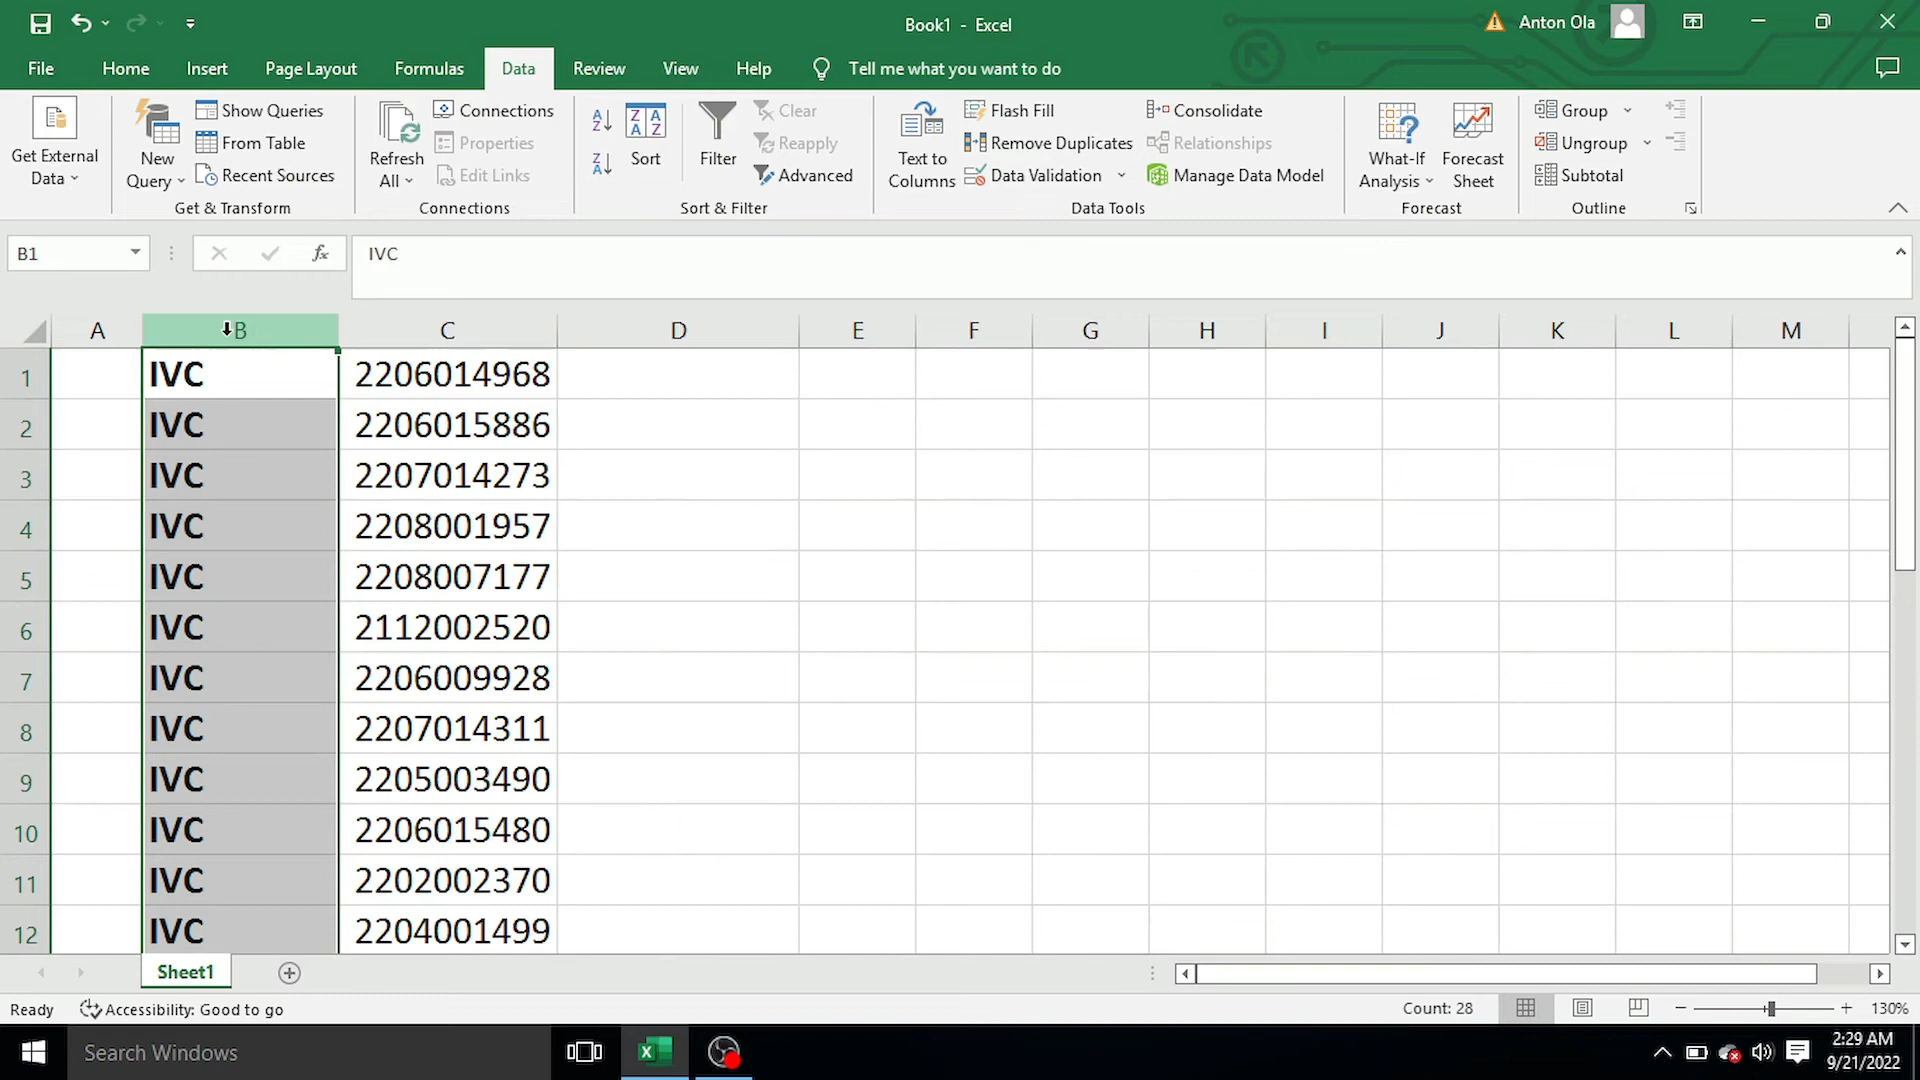 Book1 - Excel
Anton Ola
File Home Insert Page Layout Formulas Data Review View Help Tell me what you want to do
Get External Data
New Query
Show Queries
From Table
Recent Sources
Get & Transform
Refresh All
Connections
Properties
Edit Links
Connections
Sort
Filter
Clear
Reapply
Advanced
Sort & Filter
Text to Columns
Flash Fill
Remove Duplicates
Data Validation
Consolidate
Relationships
Manage Data Model
Data Tools
What-If Analysis
Forecast Sheet
Forecast
Group
Ungroup
Subtotal
Outline
B1 fx IVC
A B C D E F G H I J K L M
1 IVC 2206014968
2 IVC 2206015886
3 IVC 2207014273
4 IVC 2208001957
5 IVC 2208007177
6 IVC 2112002520
7 IVC 2206009928
8 IVC 2207014311
9 IVC 2205003490
10 IVC 2206015480
11 IVC 2202002370
12 IVC 2204001499
Sheet1
Ready Accessibility: Good to go Count: 28 130%
Search Windows
2:29 AM
9/21/2022